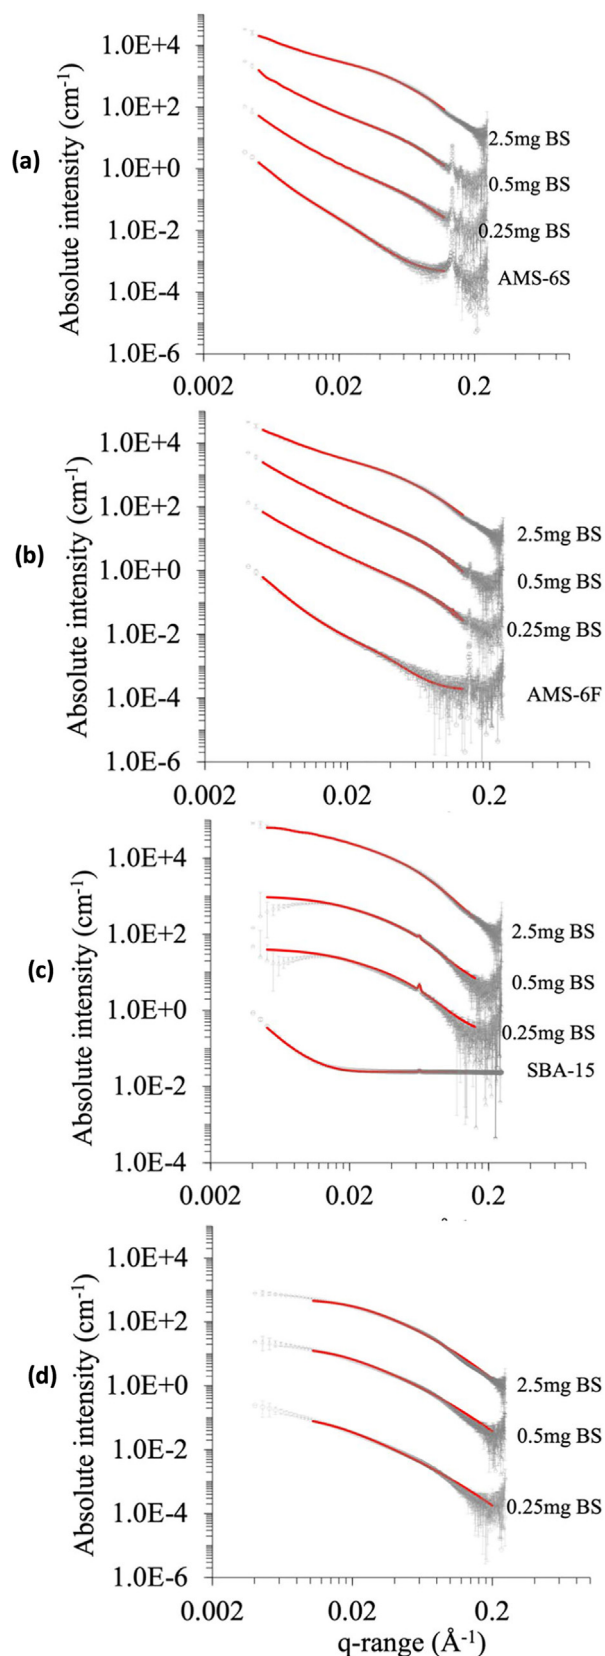 (a)
Absolute intensity (cm-1)
1.0E+4
1.0E+2
1.0E+0
1.0E-2
1.0E-4
1.0E-6
0.002
0.02
0.2
2.5mg BS
0.5mg BS
0.25mg BS
AMS-6S
(b)
Absolute intensity (cm-1)
1.0E+4
1.0E+2
1.0E+0
1.0E-2
1.0E-4
1.0E-6
0.002
0.02
0.2
2.5mg BS
0.5mg BS
0.25mg BS
AMS-6F
(c)
Absolute intensity (cm-1)
1.0E+4
1.0E+2
1.0E+0
1.0E-2
1.0E-4
0.002
0.02
0.2
2.5mg BS
0.5mg BS
0.25mg BS
SBA-15
(d)
Absolute intensity (cm-1)
1.0E+4
1.0E+2
1.0E+0
1.0E-2
1.0E-4
1.0E-6
0.002
0.02
0.2
2.5mg BS
0.5mg BS
0.25mg BS
q-range (Å-1)